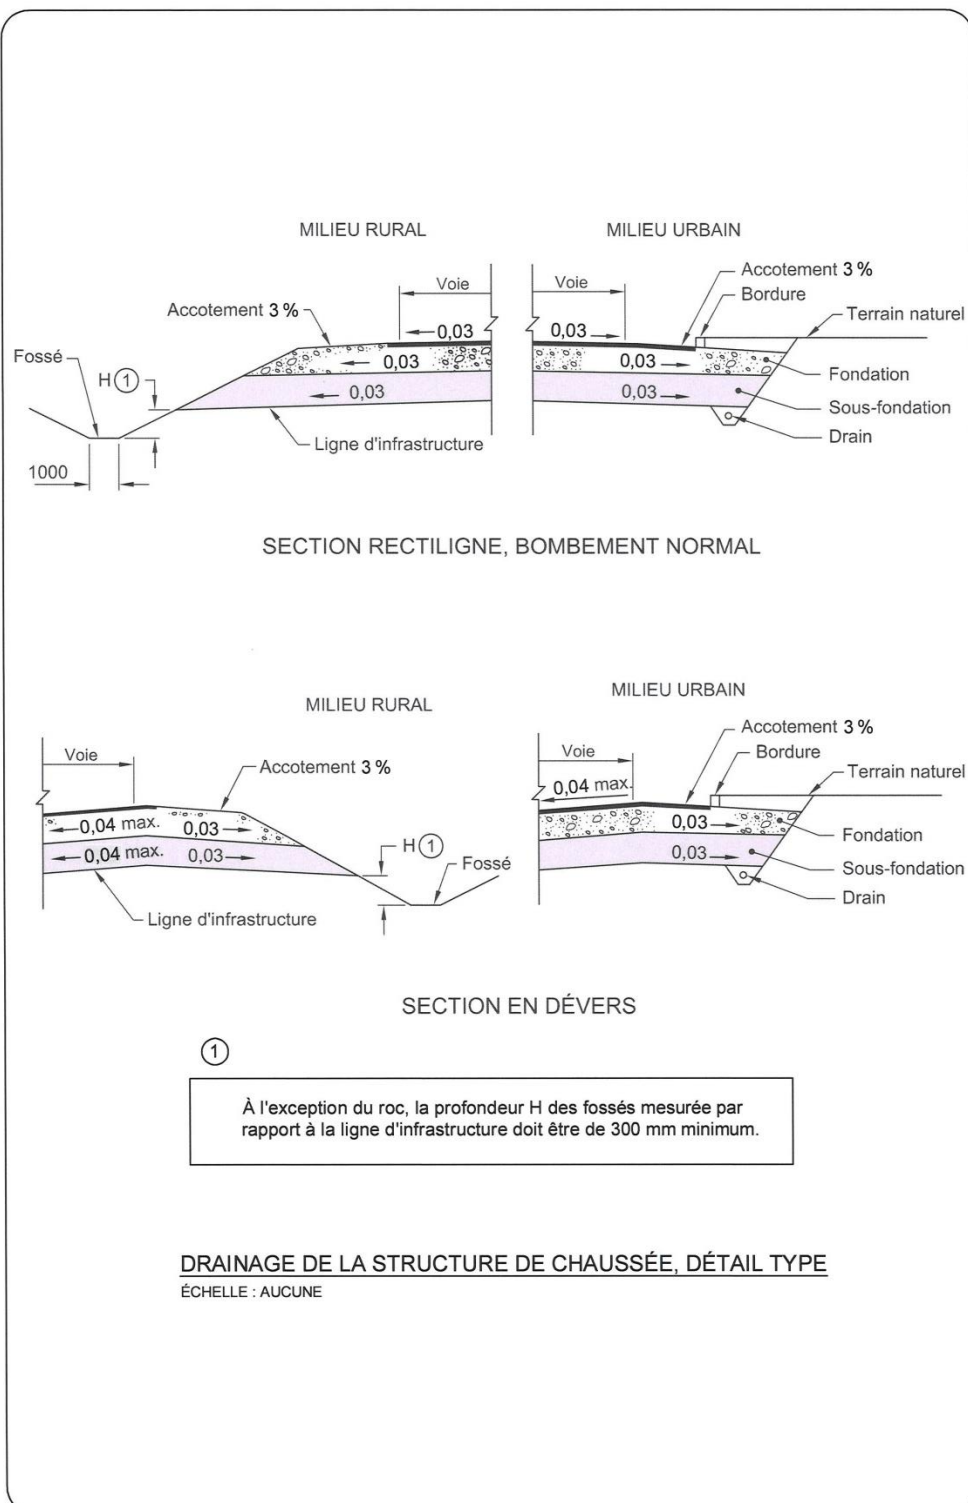 MILIEU RURAL
MILIEU URBAIN
Voie
Voie
Accotement 3 %
Bordure
Accotement 3 %
Terrain naturel
0,03
0,03
Fossé
H ①
0,03
0,03
Fondation
0,03
0,03
Sous-fondation
Ligne d'infrastructure
Drain
1000
SECTION RECTILIGNE, BOMBEMENT NORMAL
MILIEU RURAL
MILIEU URBAIN
Voie
Accotement 3 %
Voie
Accotement 3 %
Bordure
Terrain naturel
0,04 max.
0,04 max.
0,03
0,03
Fondation
H ①
0,04 max.
0,03
0,03
Fossé
Sous-fondation
Drain
Ligne d'infrastructure
SECTION EN DÉVERS
①
À l'exception du roc, la profondeur H des fossés mesurée par
rapport à la ligne d'infrastructure doit être de 300 mm minimum.
DRAINAGE DE LA STRUCTURE DE CHAUSSÉE, DÉTAIL TYPE
ÉCHELLE : AUCUNE